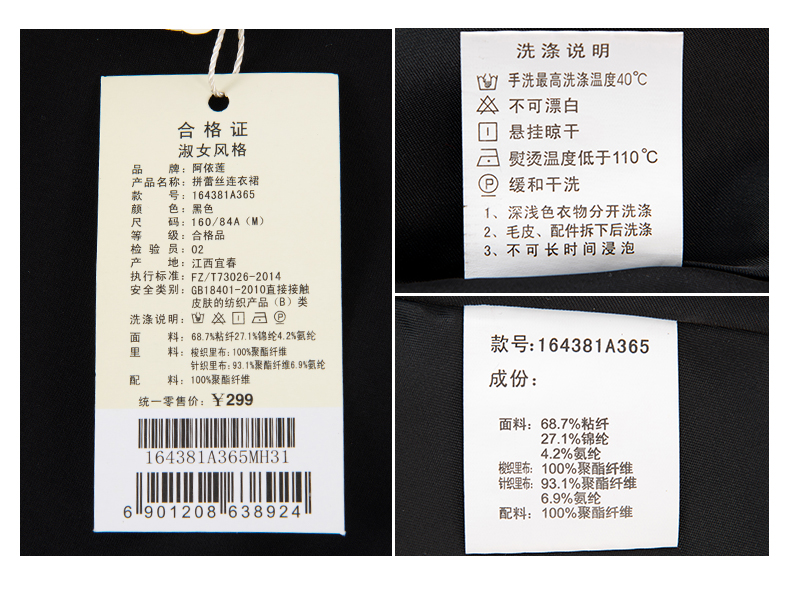 合格证
淑女风格
品 牌：阿依莲
产品名称：拼蕾丝连衣裙
款 号：164381A365
颜 色：黑色
尺 码：160/84A（M）
等 级：合格品
检 验 员：02
产 地：江西宜春
执行标准：FZ/T73026-2014
安全类别：GB18401-2010直接接触
皮肤的纺织产品（B）类
洗涤说明：
面 料：68.7%粘纤27.1%锦纶4.2%氨纶
里 料：梭织里布：100%聚酯纤维
针织里布：93.1%聚酯纤维6.9%氨纶
配 料：100%聚酯纤维
统一零售价：￥299
164381A365MH31
6 901208 638924
洗涤说明
手洗最高洗涤温度40℃
不可漂白
悬挂晾干
熨烫温度低于110℃
P 缓和干洗
1、深浅色衣物分开洗涤
2、毛皮、配件拆下后洗涤
3、不可长时间浸泡
款号:164381A365
成份：
面料：68.7%粘纤
27.1%锦纶
4.2%氨纶
梭织里布：100%聚酯纤维
针织里布：93.1%聚酯纤维
6.9%氨纶
配料：100%聚酯纤维